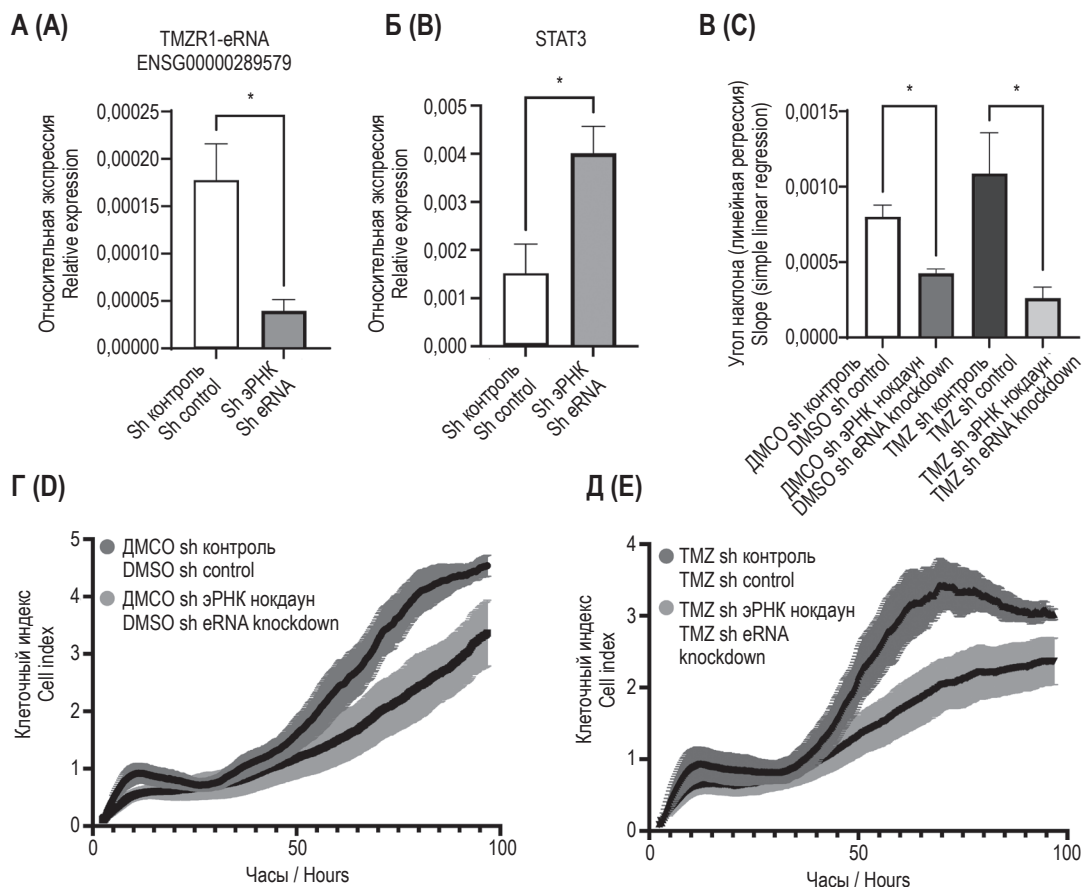 А (A)
TMZR1-eRNA
ENSG00000289579
*
Относительная экспрессия
Relative expression
0,00025
0,00020
0,00015
0,00010
0,00005
0,00000
Sh контроль
Sh control
Sh эРНК
Sh eRNA
Б (B)
STAT3
*
Относительная экспрессия
Relative expression
0,005
0,004
0,003
0,002
0,001
0,000
Sh контроль
Sh control
Sh эРНК
Sh eRNA
В (C)
*
*
Угол наклона (линейная регрессия)
Slope (simple linear regression)
0,0015
0,0010
0,0005
0,0000
ДМСО sh контроль
DMSO sh control
ДМСО sh эРНК нокдаун
DMSO sh eRNA knockdown
TMZ sh контроль
TMZ sh control
TMZ sh эРНК нокдаун
TMZ sh eRNA knockdown
Г (D)
ДМСО sh контроль
DMSO sh control
ДМСО sh эРНК нокдаун
DMSO sh eRNA knockdown
Клеточный индекс
Cell index
5
4
3
2
1
0
0
50
100
Часы / Hours
Д (E)
TMZ sh контроль
TMZ sh control
TMZ sh эРНК нокдаун
TMZ sh eRNA
knockdown
Клеточный индекс
Cell index
4
3
2
1
0
0
50
100
Часы / Hours